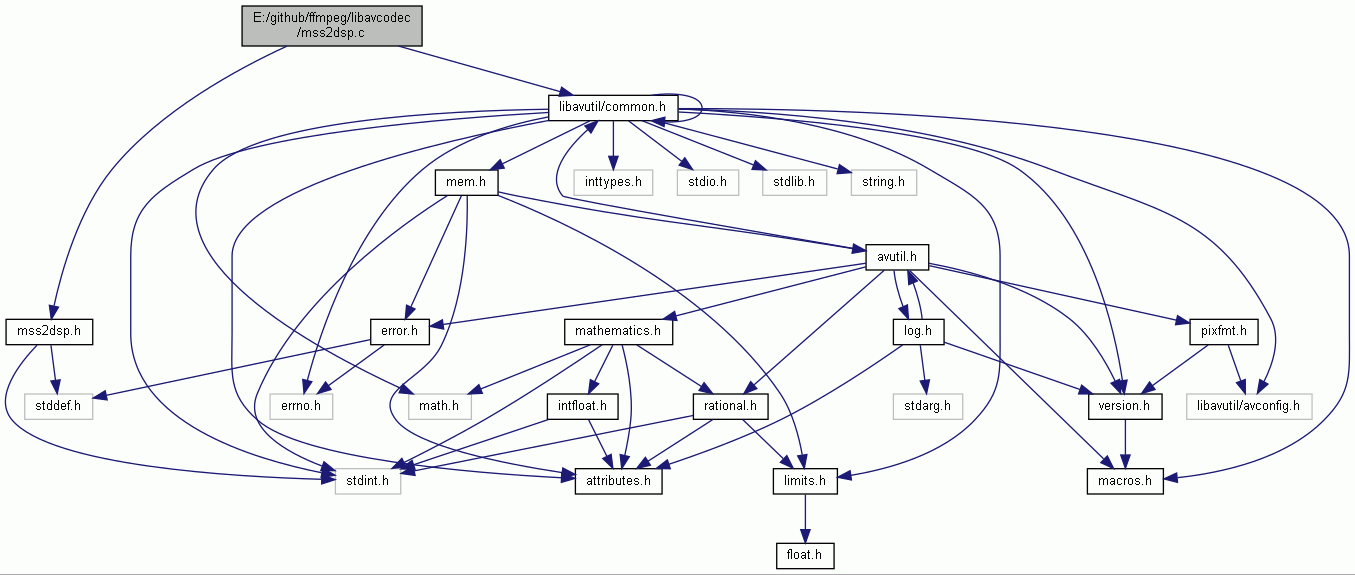 E:/github/ffmpeg/libavcodec
/mss2dsp.c
libavutil/common.h
mem.h
inttypes.h
stdio.h
stdlib.h
string.h
avutil.h
mss2dsp.h
error.h
mathematics.h
log.h
pixfmt.h
stddef.h
errno.h
math.h
intfloat.h
rational.h
stdarg.h
version.h
libavutil/avconfig.h
stdint.h
attributes.h
limits.h
macros.h
float.h